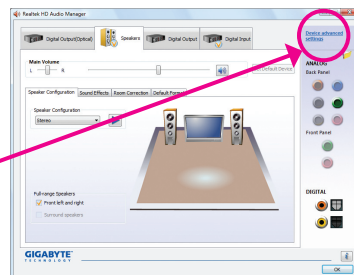 Realtek HD Audio Manager
Digital Output(Optical)
Speakers
Digital Output
Digital Input
Device advanced
settings
Main Volume
L
R
Default Device
ANALOG
Back Panel
Speaker Configuration
Sound Effects
Room Correction
Default Format
Speaker Configuration
Stereo
Front Panel
Full-range Speakers
Front left and right
Surround speakers
DIGITAL
GIGABYTE
TECHNOLOGY
i
OK